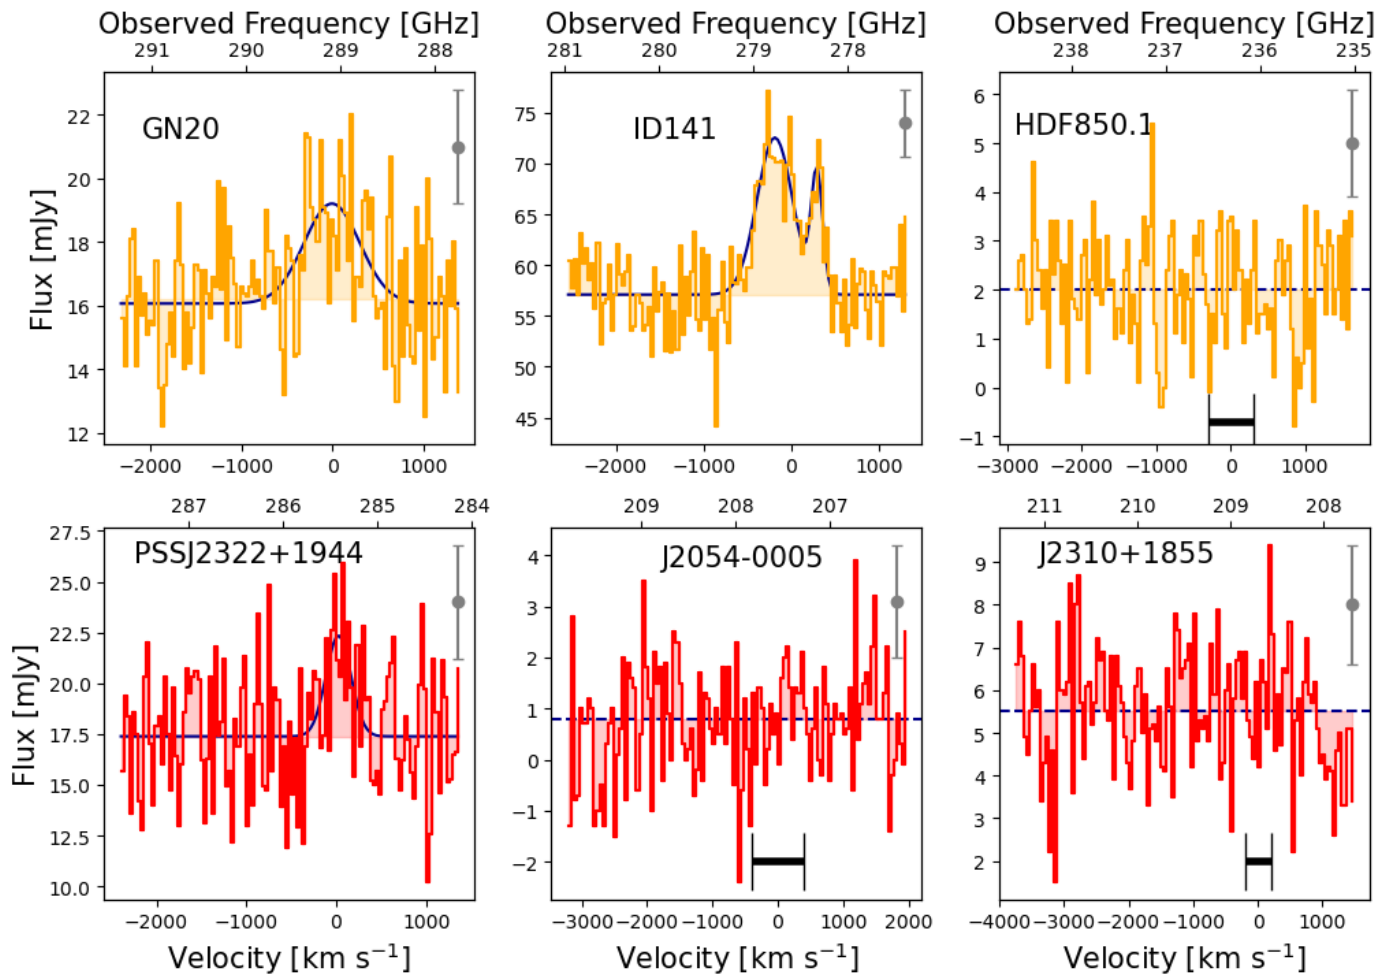 Observed Frequency [GHz] Observed Frequency [GHz] Observed Frequency [GHz]
291 290 289 288 281 280 279 278 238 237 236 235
GN20 ID141 HDF850.1
Flux [mJy]
22 20 18 16 14 12
75 70 65 60 55 50 45
6 5 4 3 2 1 0 −1
−2000 −1000 0 1000 −2000 −1000 0 1000 −3000 −2000 −1000 0 1000
287 286 285 284 209 208 207 211 210 209 208
PSSJ2322+1944 J2054-0005 J2310+1855
Flux [mJy]
27.5 25.0 22.5 20.0 17.5 15.0 12.5 10.0
4 3 2 1 0 −1 −2
9 8 7 6 5 4 3 2
−2000 −1000 0 1000 −3000 −2000 −1000 0 1000 2000 −4000 −3000 −2000 −1000 0 1000
Velocity [km s⁻¹] Velocity [km s⁻¹] Velocity [km s⁻¹]